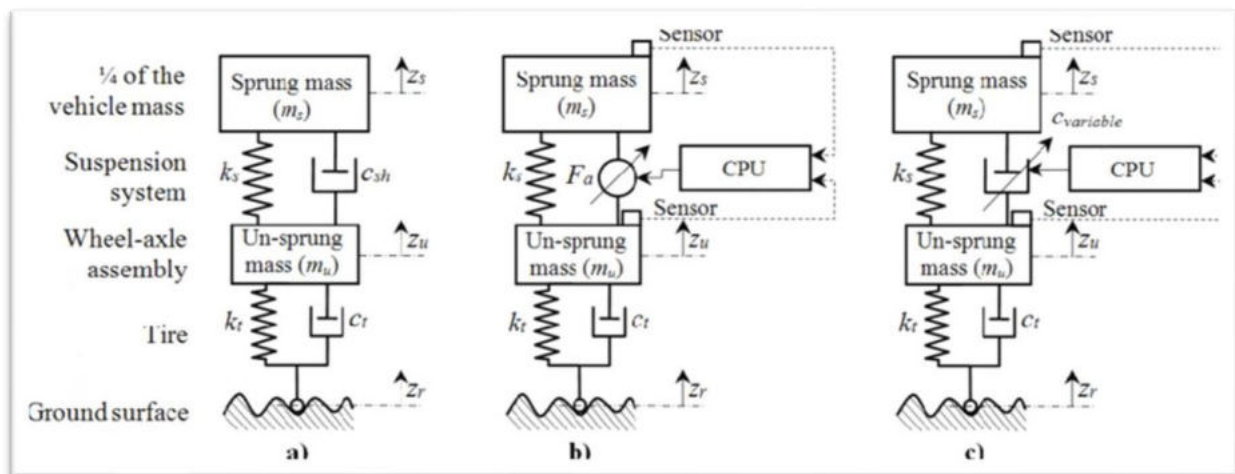 Sensor
Sensor
¼ of the
vehicle mass
Sprung mass
(ms)
zs
Sprung mass
(ms)
zs
Sprung mass
(ms)
zs
cvariable
Suspension
system
ks
csh
ks
Fa
CPU
ks
CPU
Sensor
Sensor
Wheel-axle
assembly
Un-sprung
mass (mu)
zu
Un-sprung
mass (mu)
zu
Un-sprung
mass (mu)
zu
Tire
kt
ct
kt
ct
kt
ct
Ground surface
zr
zr
zr
a)
b)
c)